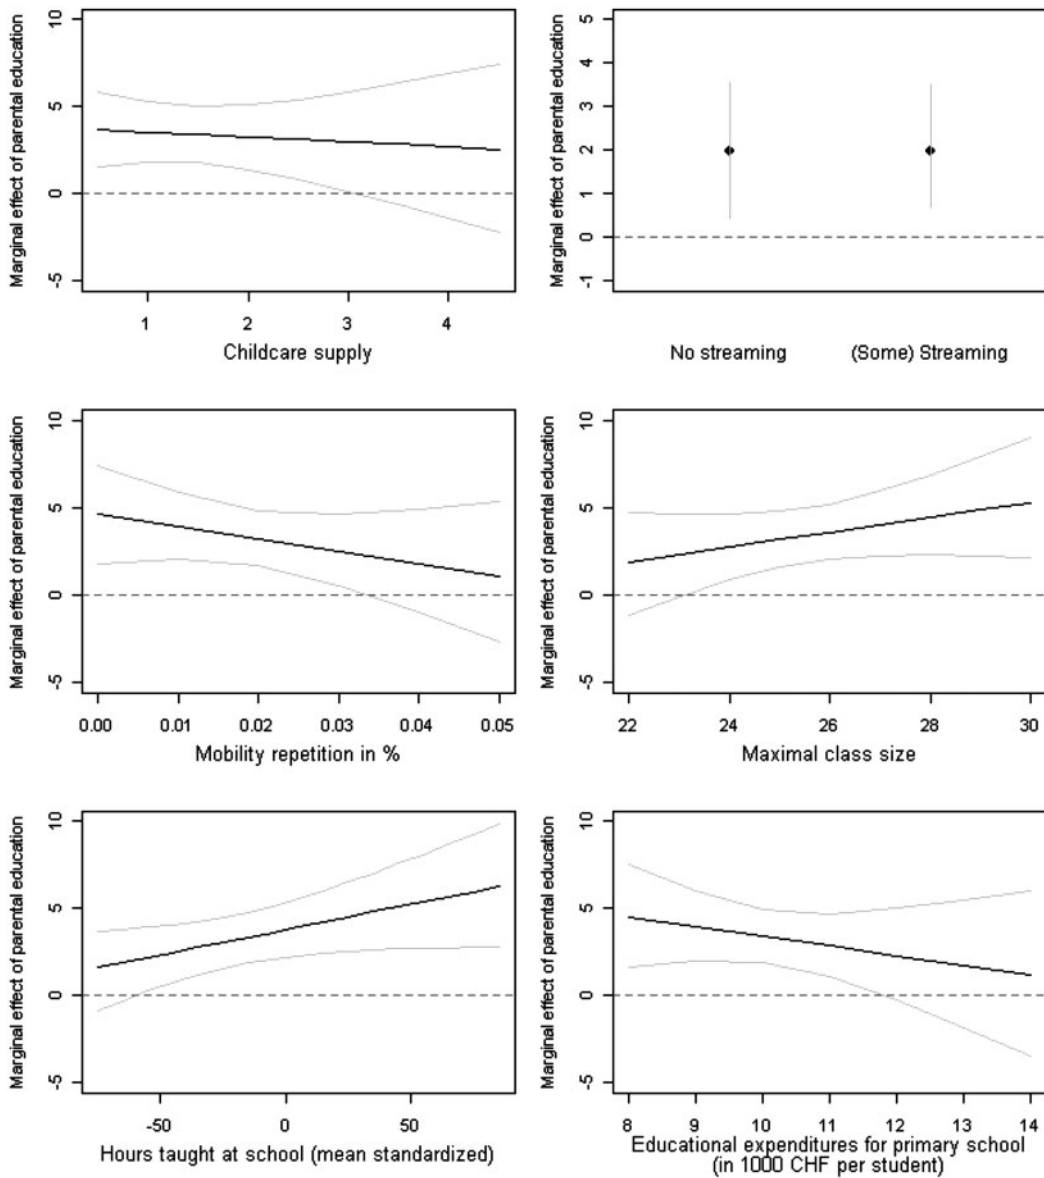 Marginal effect of parental education
10
5
0
-5
1 2 3 4
Childcare supply
Marginal effect of parental education
5
4
3
2
1
0
-1
No streaming (Some) Streaming
Marginal effect of parental education
10
5
0
-5
0.00 0.01 0.02 0.03 0.04 0.05
Mobility repetition in %
Marginal effect of parental education
10
5
0
-5
22 24 26 28 30
Maximal class size
Marginal effect of parental education
10
5
0
-5
-50 0 50
Hours taught at school (mean standardized)
Marginal effect of parental education
10
5
0
-5
8 9 10 11 12 13 14
Educational expenditures for primary school
(in 1000 CHF per student)